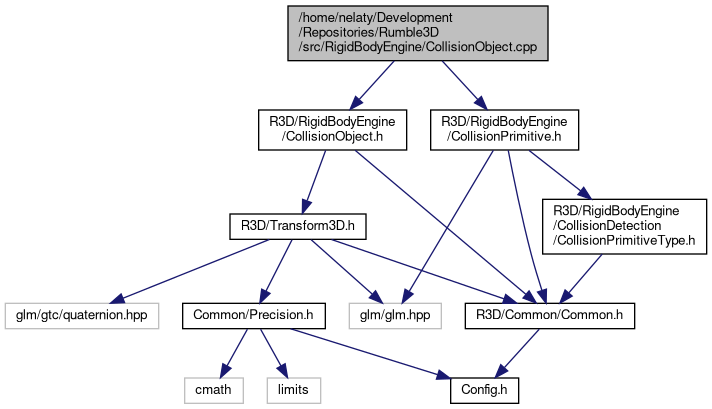 /home/nelaty/Development
/Repositories/Rumble3D
/src/RigidBodyEngine/CollisionObject.cpp
R3D/RigidBodyEngine
/CollisionObject.h
R3D/RigidBodyEngine
/CollisionPrimitive.h
R3D/RigidBodyEngine
/CollisionDetection
/CollisionPrimitiveType.h
R3D/Transform3D.h
glm/gtc/quaternion.hpp
Common/Precision.h
glm/glm.hpp
R3D/Common/Common.h
cmath
limits
Config.h